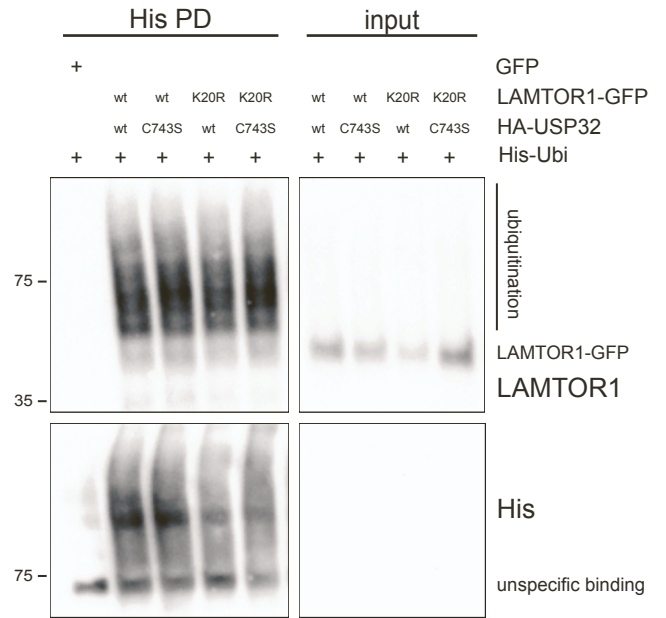 His PD input
+ GFP
wt wt K20R K20R wt wt K20R K20R LAMTOR1-GFP
wt C743S wt C743S wt C743S wt C743S HA-USP32
+ + + + + + + + + His-Ubi
ubiquitination
75
LAMTOR1-GFP
LAMTOR1
35
His
75
unspecific binding